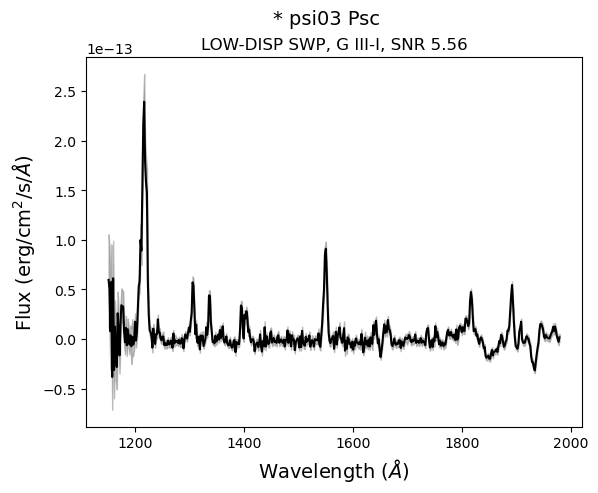 * psi03 Psc
LOW-DISP SWP, G III-I, SNR 5.56
1e−13
2.5
2.0
1.5
1.0
0.5
0.0
−0.5
Flux (erg/cm²/s/Å)
1200 1400 1600 1800 2000
Wavelength (Å)